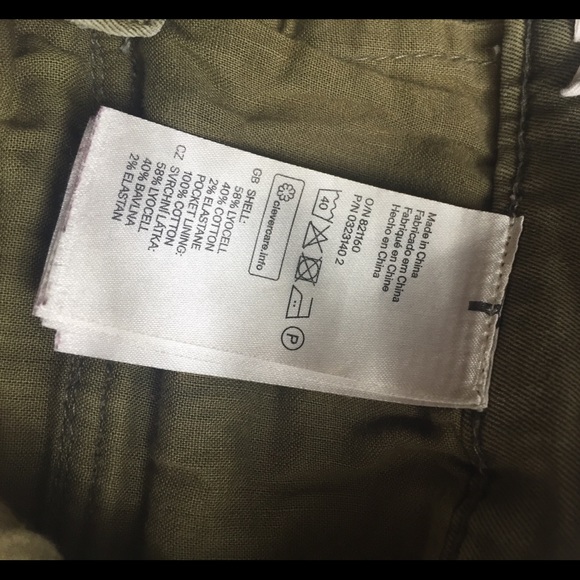 Made in China
Fabricado em China
Fabriqué en Chine
Hecho en China
O/N 821160
P/N 0323140 2
40
P
clevercare.info
GB SHELL:
58% LYOCELL
40% COTTON
2% ELASTANE
POCKET LINING:
100% COTTON
CZ SVRCHNÍ LÁTKA:
58% LYOCELL
40% BAVLNA
2% ELASTAN